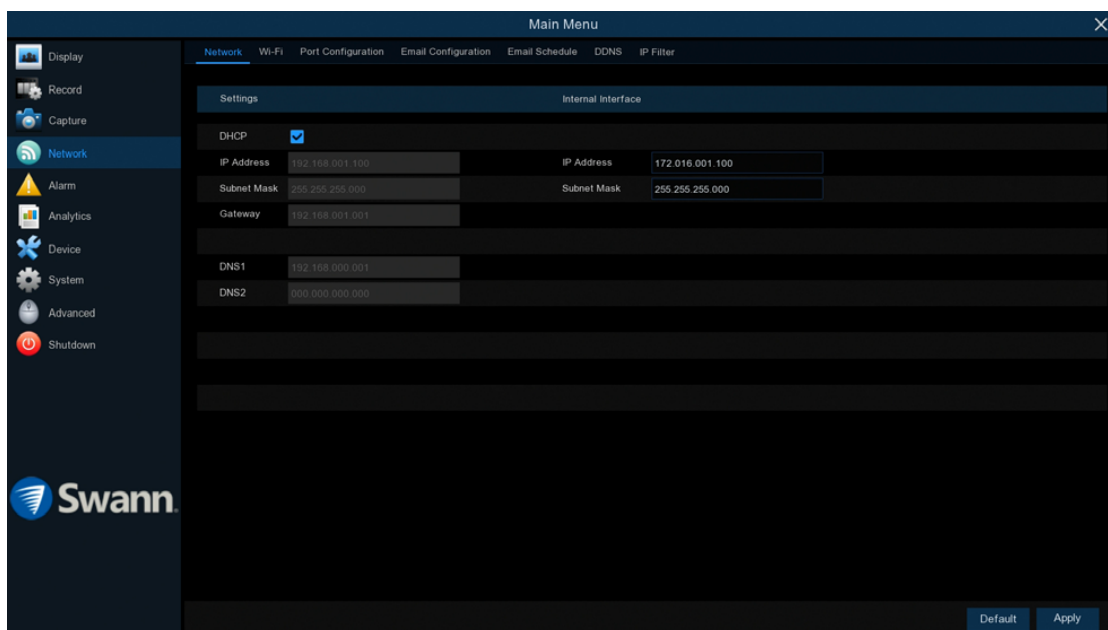 Main Menu
Display
Record
Capture
Network
Alarm
Analytics
Device
System
Advanced
Shutdown
Swann
Network Wi-Fi Port Configuration Email Configuration Email Schedule DDNS IP Filter
Settings Internal Interface
DHCP
IP Address 192.168.001.100 IP Address 172.016.001.100
Subnet Mask 255.255.255.000 Subnet Mask 255.255.255.000
Gateway 192.168.001.001
DNS1 192.168.000.001
DNS2 000.000.000.000
Default Apply